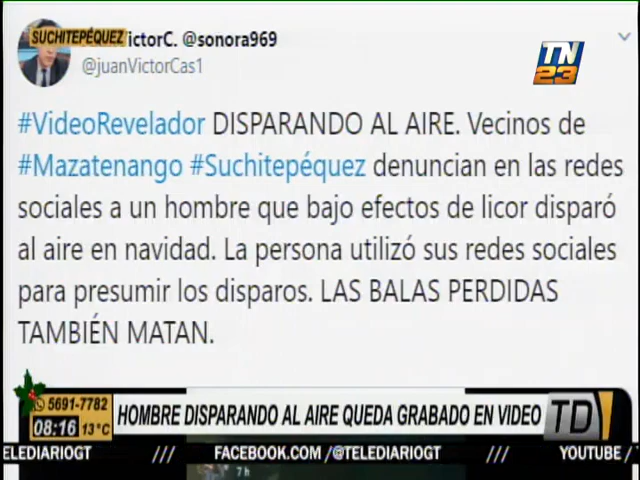 SUCHITEPÉQUEZ ictorC. @sonora969
@juanVictorCas1
TN
23
#VideoRevelador DISPARANDO AL AIRE. Vecinos de
#Mazatenango #Suchitepéquez denuncian en las redes
sociales a un hombre que bajo efectos de licor disparó
al aire en navidad. La persona utilizó sus redes sociales
para presumir los disparos. LAS BALAS PERDIDAS
TAMBIÉN MATAN.
5691-7782
08:16 13°C
HOMBRE DISPARANDO AL AIRE QUEDA GRABADO EN VIDEO
TD
ELEDIARIOGT /// FACEBOOK.COM/@TELEDIARIOGT /// YOUTUBE /
7 h